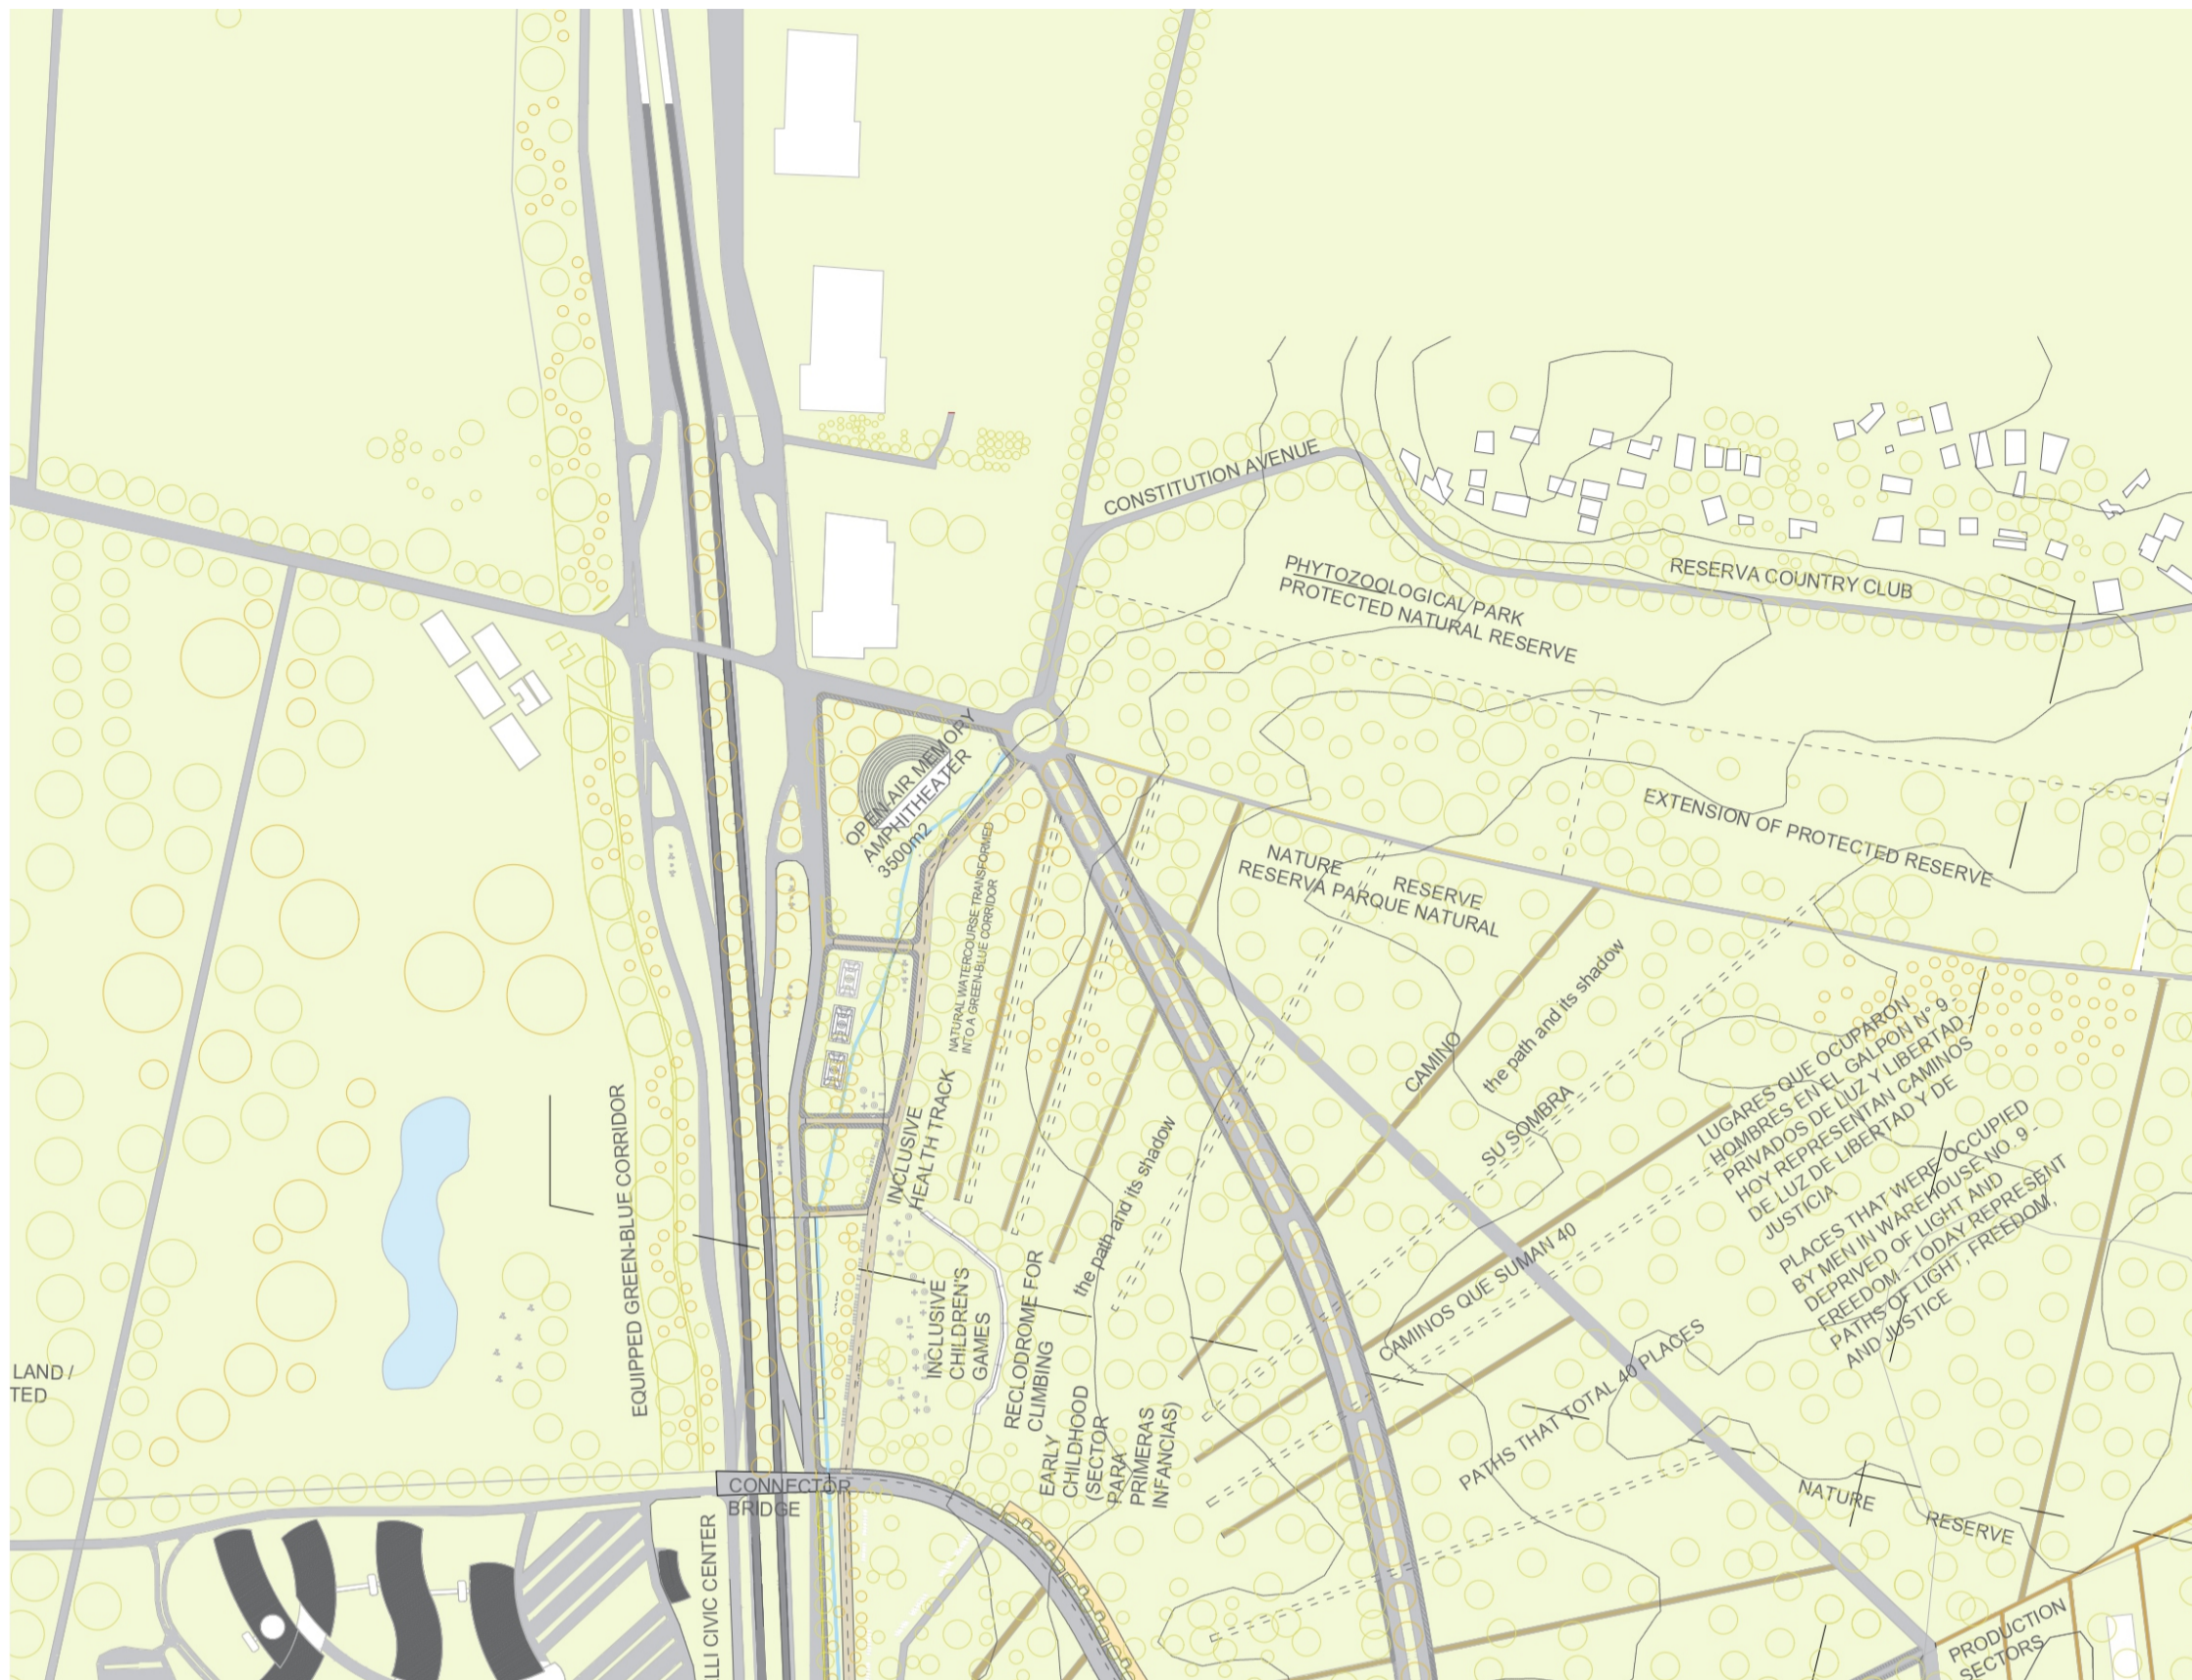 CONSTITUTION AVENUE
RESERVA COUNTRY CLUB
PHYTOZOOLOGICAL PARK
PROTECTED NATURAL RESERVE
OPEN-AIR MEMORY
AMPHITHEATER
3500m2
EXTENSION OF PROTECTED RESERVE
NATURE RESERVE
RESERVA PARQUE NATURAL
NATURAL WATERCOURSE TRANSFORMED
INTO A GREEN-BLUE CORRIDOR
CAMINO
the path and its shadow
SU SOMBRA
LUGARES QUE OCUPARON
HOMBRES EN EL GALPON N° 9 -
PRIVADOS DE LUZ Y LIBERTAD -
HOY REPRESENTAN CAMINOS
DE LUZ DE LIBERTAD Y DE
JUSTICIA
PLACES THAT WERE OCCUPIED
BY MEN IN WAREHOUSE NO. 9 -
DEPRIVED OF LIGHT AND
FREEDOM - TODAY REPRESENT
PATHS OF LIGHT, FREEDOM,
AND JUSTICE
EQUIPPED GREEN-BLUE CORRIDOR
INCLUSIVE
HEALTH TRACK
the path and its shadow
INCLUSIVE
CHILDREN'S
GAMES
RECLODROME FOR
CLIMBING
CAMINOS QUE SUMAN 40
PATHS THAT TOTAL 40 PLACES
EARLY
CHILDHOOD
(SECTOR
PARA
PRIMERAS
INFANCIAS)
LAND /
TED
CONNECTOR
BRIDGE
LLI CIVIC CENTER
NATURE RESERVE
PRODUCTION
SECTORS